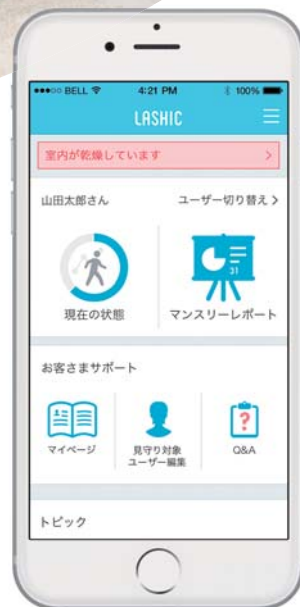 BELL 4:21 PM 100%
LASHIC
室内が乾燥しています
山田太郎さん ユーザー切り替え
31
現在の状態 マンスリーレポート
お客さまサポート
?
マイページ 見守り対象 Q&A
ユーザー編集
トピック